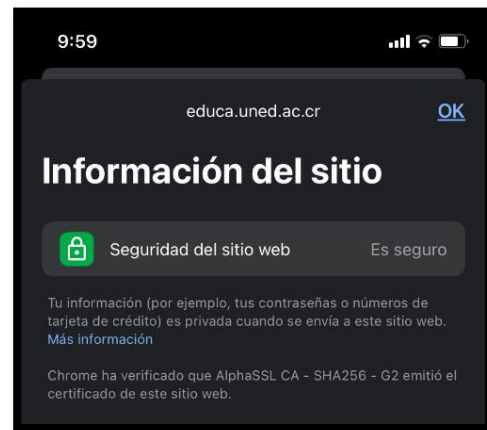 9:59
educa.uned.ac.cr
OK
Información del sitio
Seguridad del sitio web
Es seguro
Tu información (por ejemplo, tus contraseñas o números de
tarjeta de crédito) es privada cuando se envía a este sitio web.
Más información
Chrome ha verificado que AlphaSSL CA - SHA256 - G2 emitió el
certificado de este sitio web.